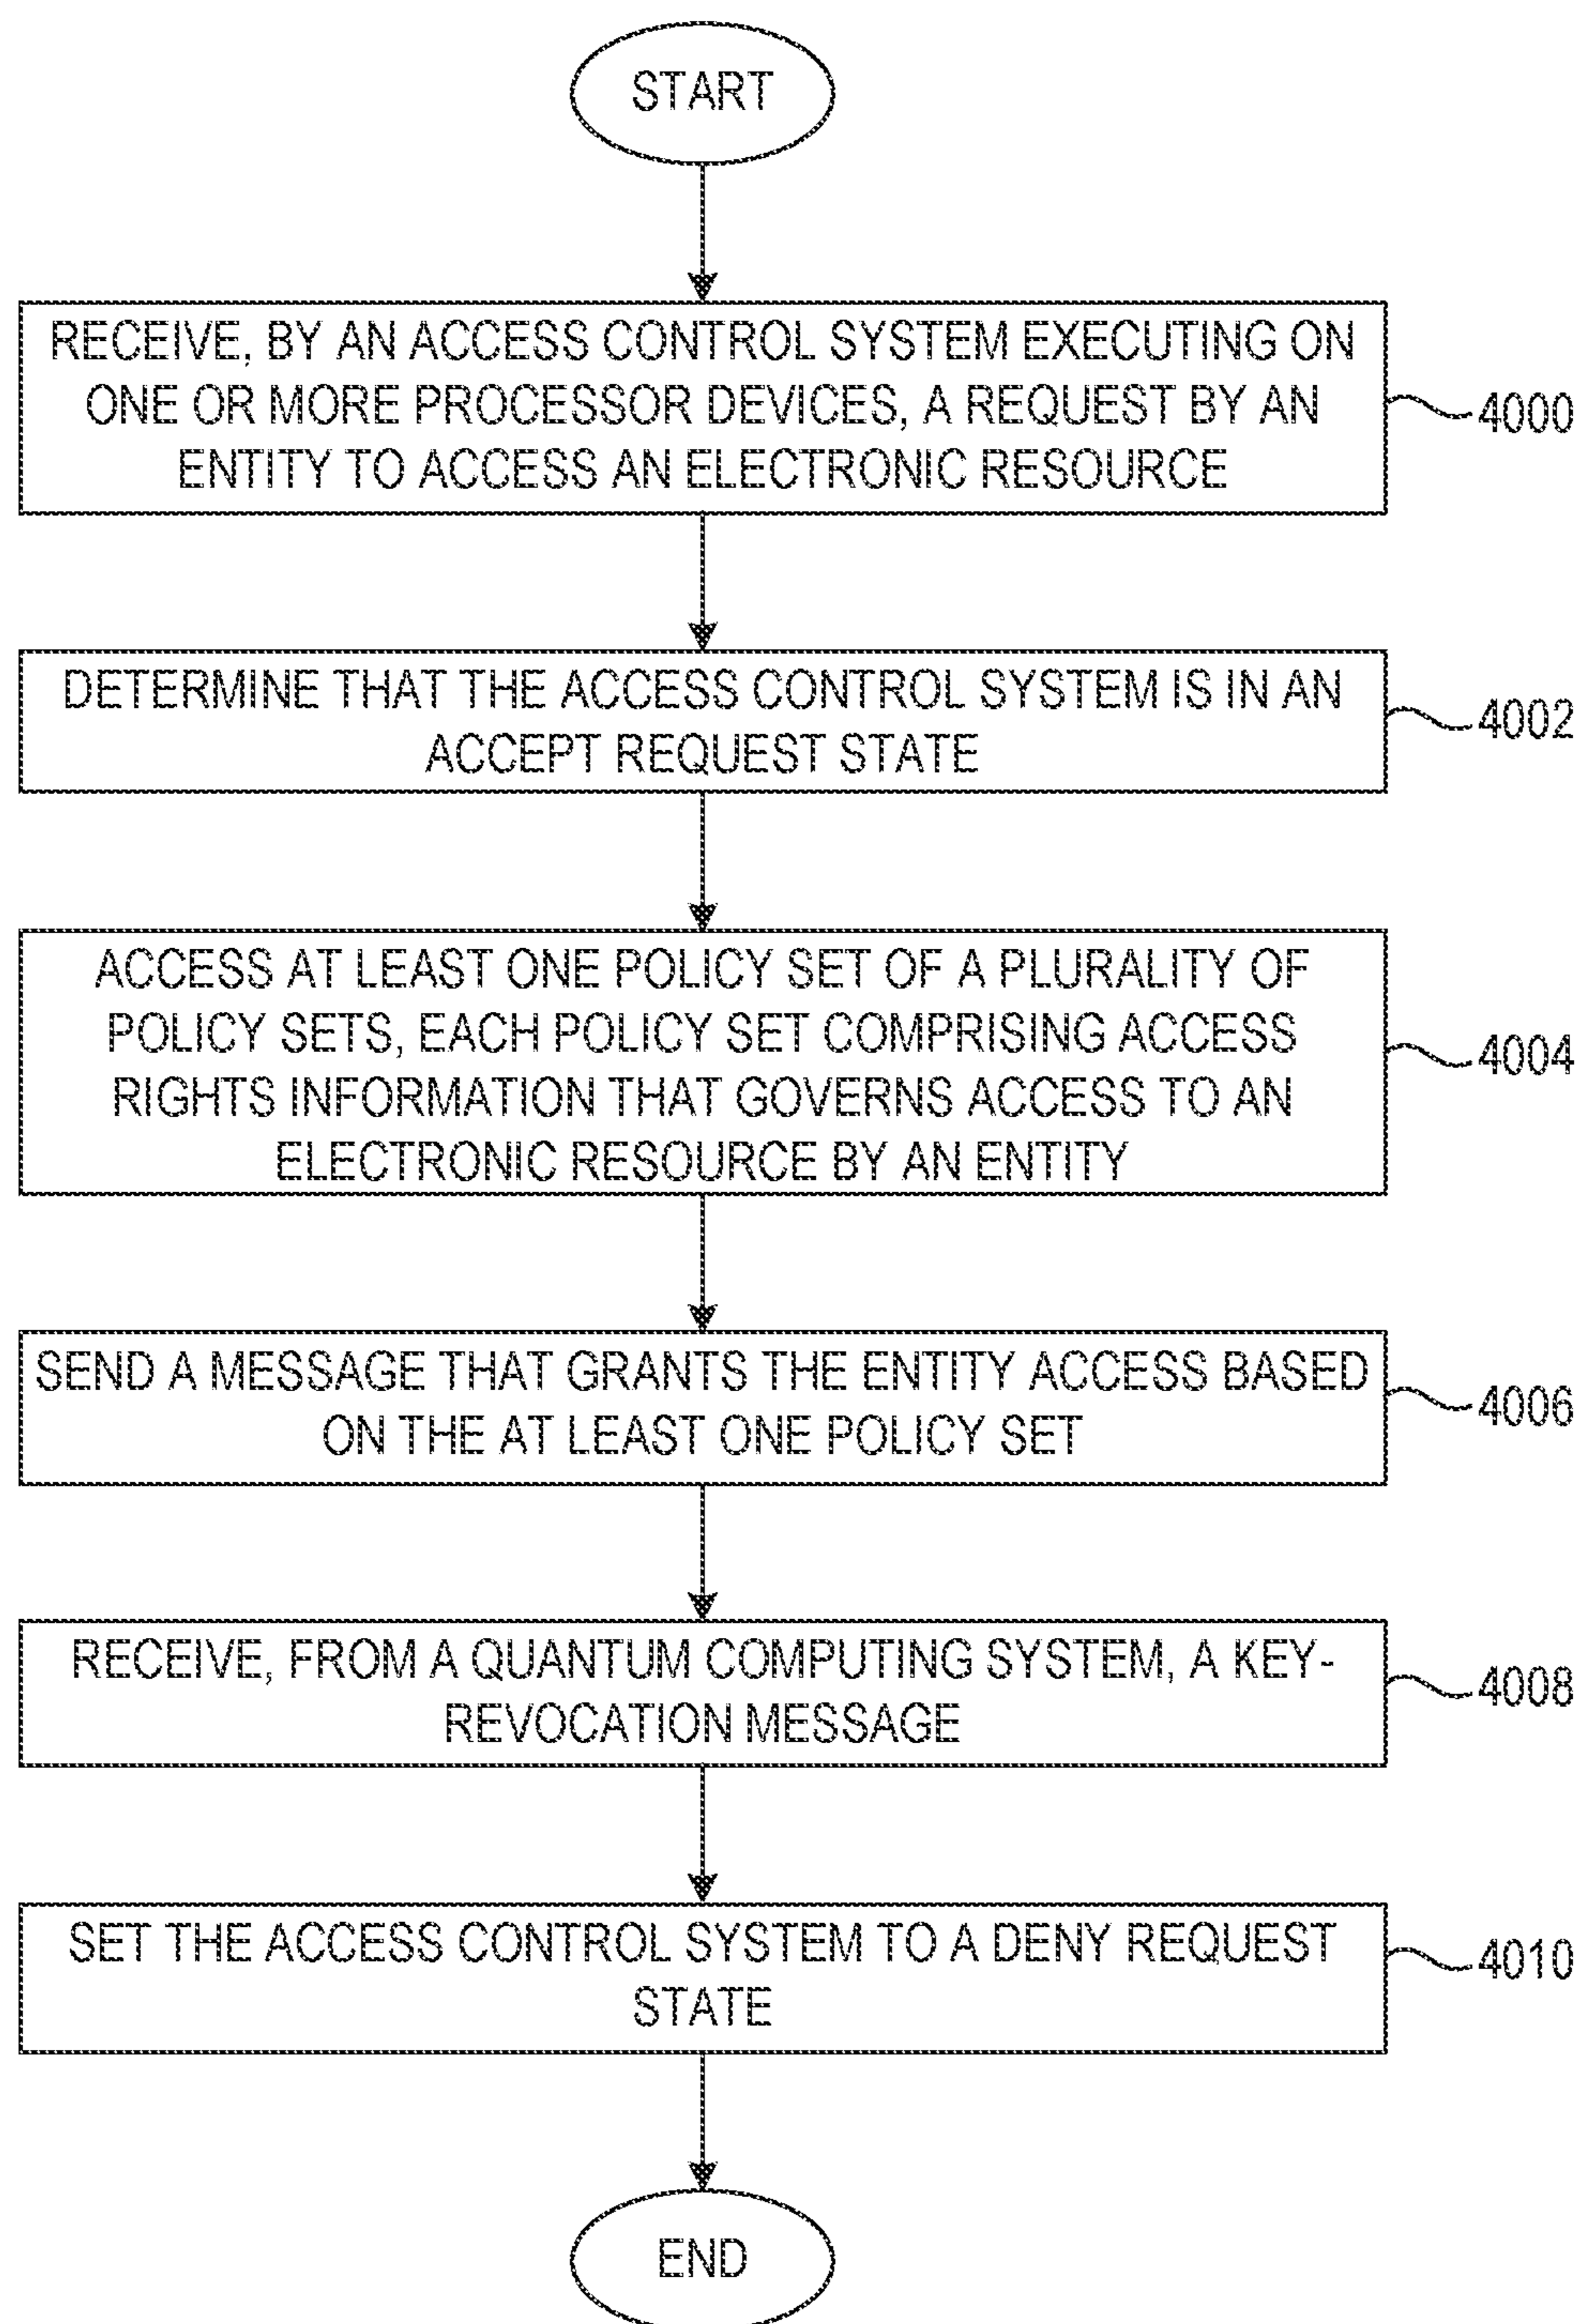 START
RECEIVE, BY AN ACCESS CONTROL SYSTEM EXECUTING ON
ONE OR MORE PROCESSOR DEVICES, A REQUEST BY AN
ENTITY TO ACCESS AN ELECTRONIC RESOURCE
4000
DETERMINE THAT THE ACCESS CONTROL SYSTEM IS IN AN
ACCEPT REQUEST STATE
4002
ACCESS AT LEAST ONE POLICY SET OF A PLURALITY OF
POLICY SETS, EACH POLICY SET COMPRISING ACCESS
RIGHTS INFORMATION THAT GOVERNS ACCESS TO AN
ELECTRONIC RESOURCE BY AN ENTITY
4004
SEND A MESSAGE THAT GRANTS THE ENTITY ACCESS BASED
ON THE AT LEAST ONE POLICY SET
4006
RECEIVE, FROM A QUANTUM COMPUTING SYSTEM, A KEY-
REVOCATION MESSAGE
4008
SET THE ACCESS CONTROL SYSTEM TO A DENY REQUEST
STATE
4010
END